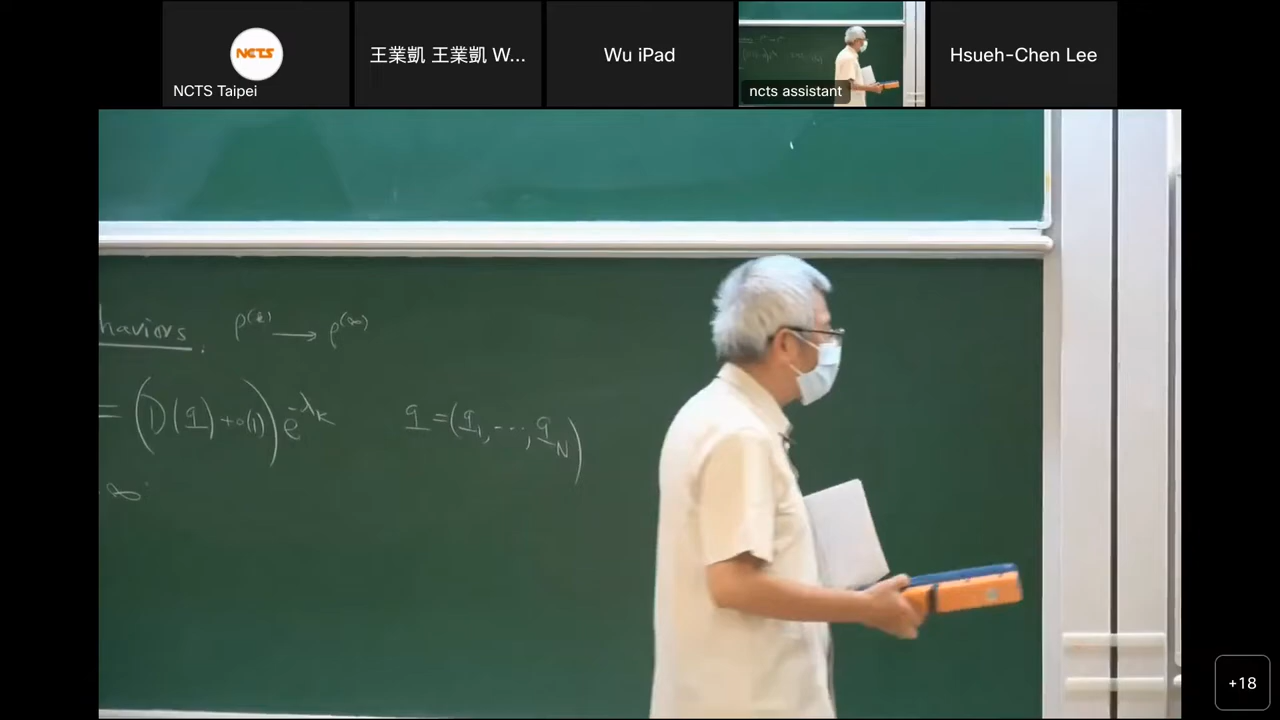 NCTS
NCTS Taipei
王業凱 王業凱 W...
Wu iPad
ncts assistant
Hsueh-Chen Lee
haviors. ρ^(k) → ρ^(∞)
= (D(q) + o(1)) e^{-λ_k} q = (q_1, ..., q_N)
∞
+18